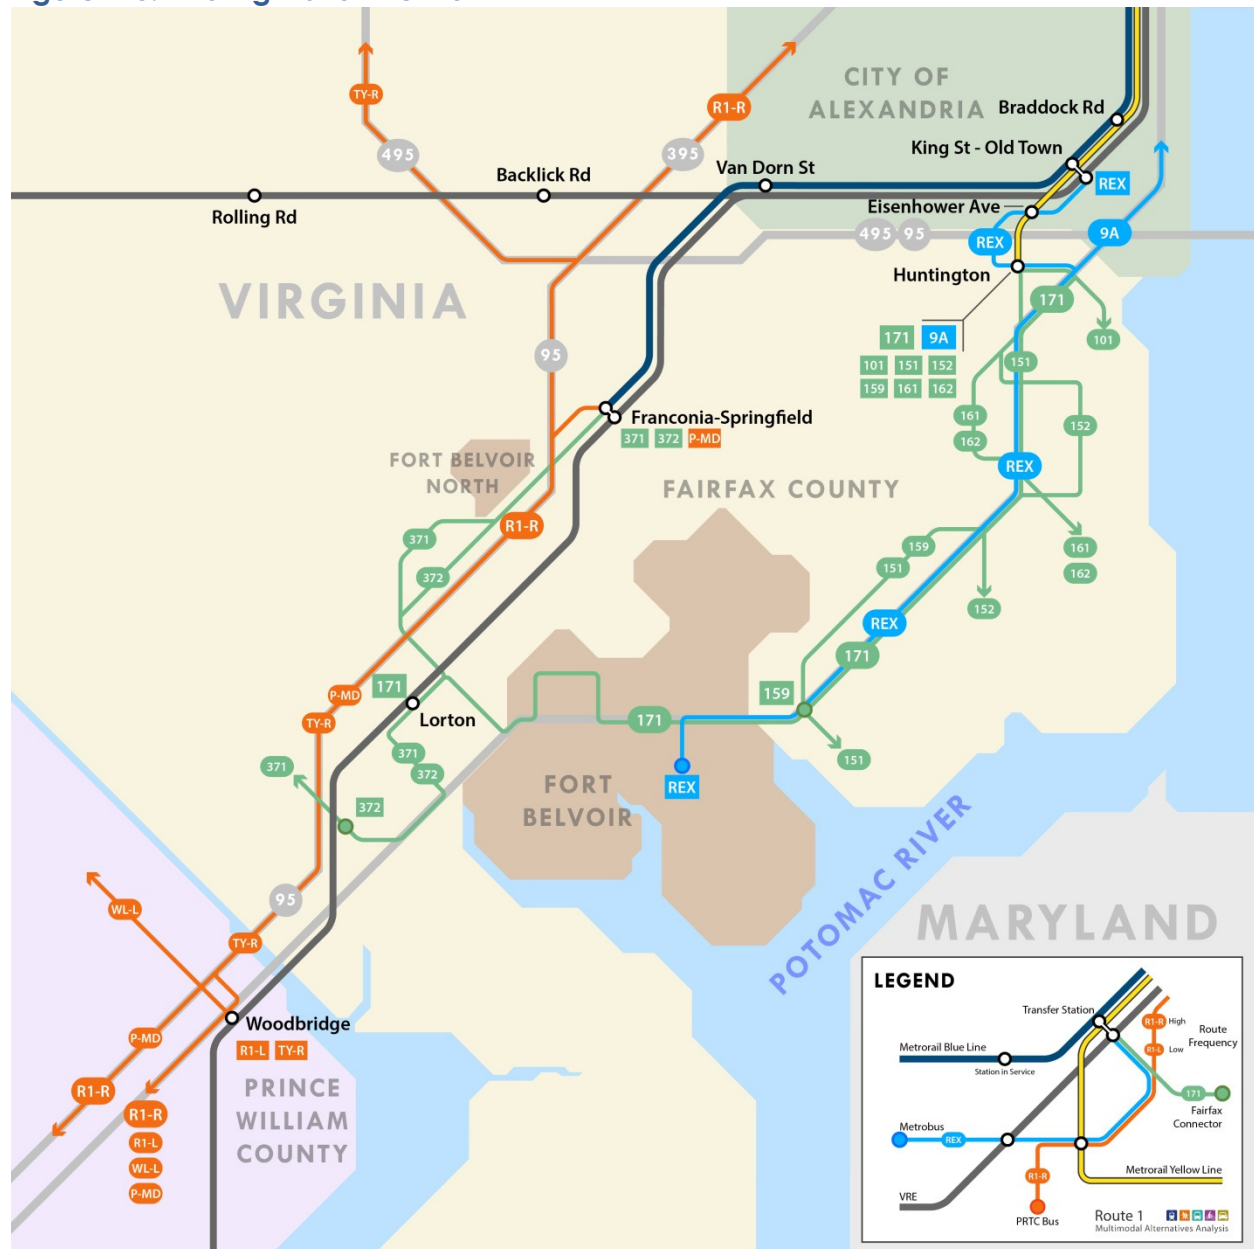 CITY OF
ALEXANDRIA
Braddock Rd
TY-R
R1-R
495
395
King St - Old Town
Backlick Rd
Van Dorn St
REX
Rolling Rd
Eisenhower Ave
495
95
REX
9A
Huntington
VIRGINIA
171
171
9A
101
95
151
101
151
152
159
161
162
161
152
Franconia-Springfield
162
371
372
P-MD
FORT BELVOIR
NORTH
REX
FAIRFAX COUNTY
R1-R
371
159
161
151
162
372
152
REX
171
171
P-MD
159
Lorton
TY-R
171
371
371
151
372
FORT
BELVOIR
REX
372
POTOMAC RIVER
95
WL-L
MARYLAND
TY-R
Woodbridge
P-MD
R1-L
TY-R
R1-R
PRINCE
WILLIAM
COUNTY
R1-R
R1-L
WL-L
P-MD
LEGEND
Transfer Station
R1-R
High
Route
Frequency
R1-L
Low
Metrorail Blue Line
Station in Service
171
Fairfax
Connector
Metrobus
REX
Metrorail Yellow Line
R1-R
VRE
PRTC Bus
Route 1
Multimodal Alternatives Analysis